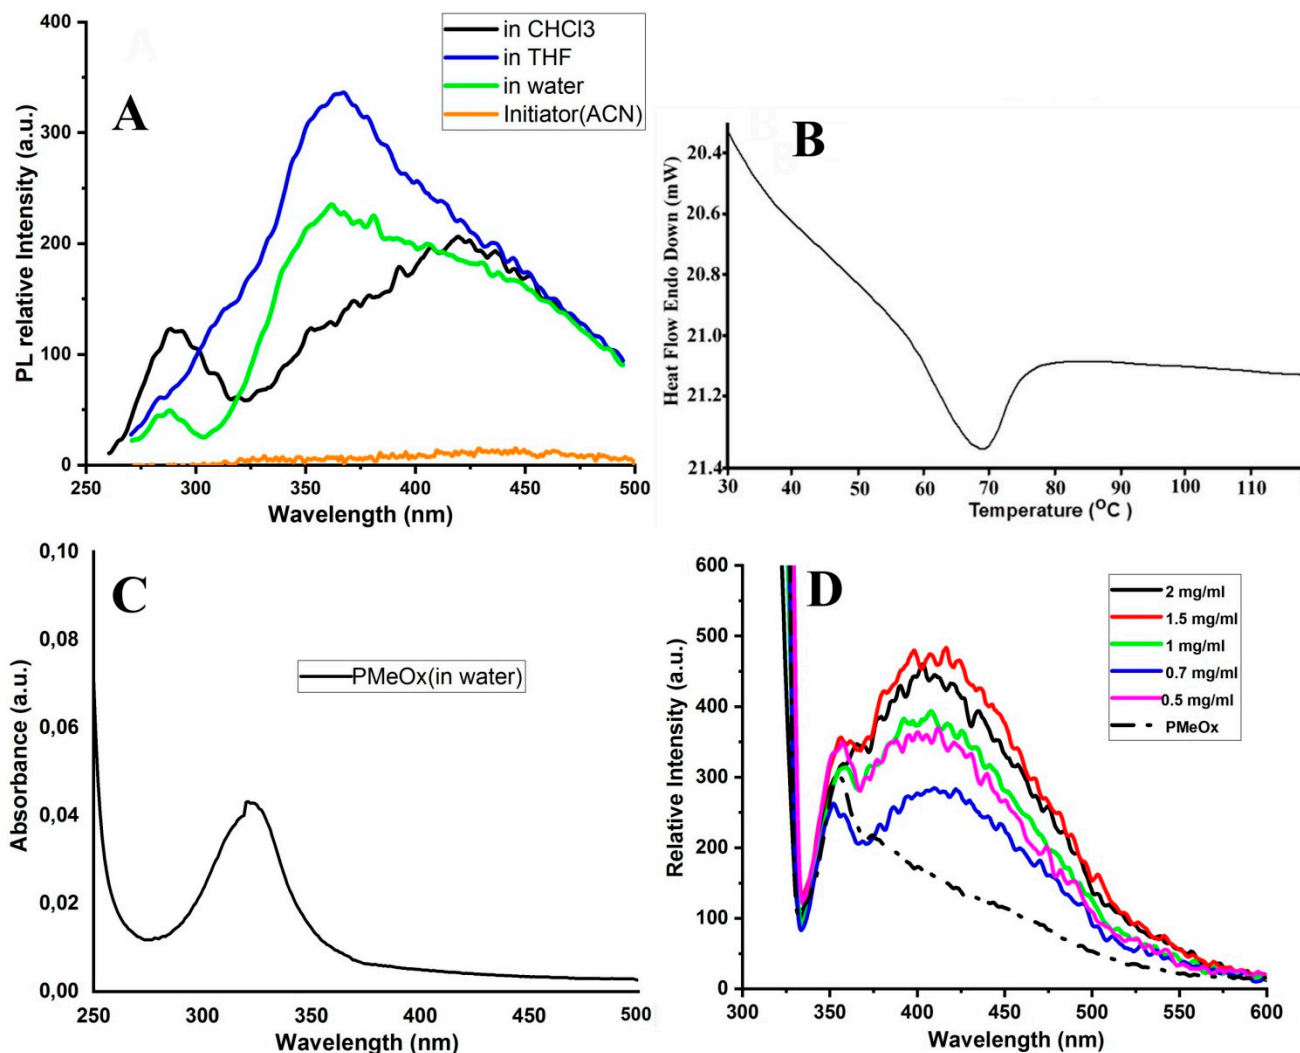 A
400
300
200
100
0
PL relative Intensity (a.u.)
in CHCl3
in THF
in water
Initiator(ACN)
250 300 350 400 450 500
Wavelength (nm)
B
20.4
20.6
20.8
21.0
21.2
21.4
Heat Flow Endo Down (mW)
30 40 50 60 70 80 90 100 110
Temperature (°C )
C
0,10
0,08
0,06
0,04
0,02
0,00
Absorbance (a.u.)
PMeOx(in water)
250 300 350 400 450 500
Wavelength (nm)
D
600
500
400
300
200
100
0
Relative Intensity (a.u.)
2 mg/ml
1.5 mg/ml
1 mg/ml
0.7 mg/ml
0.5 mg/ml
PMeOx
300 350 400 450 500 550 600
Wavelength (nm)